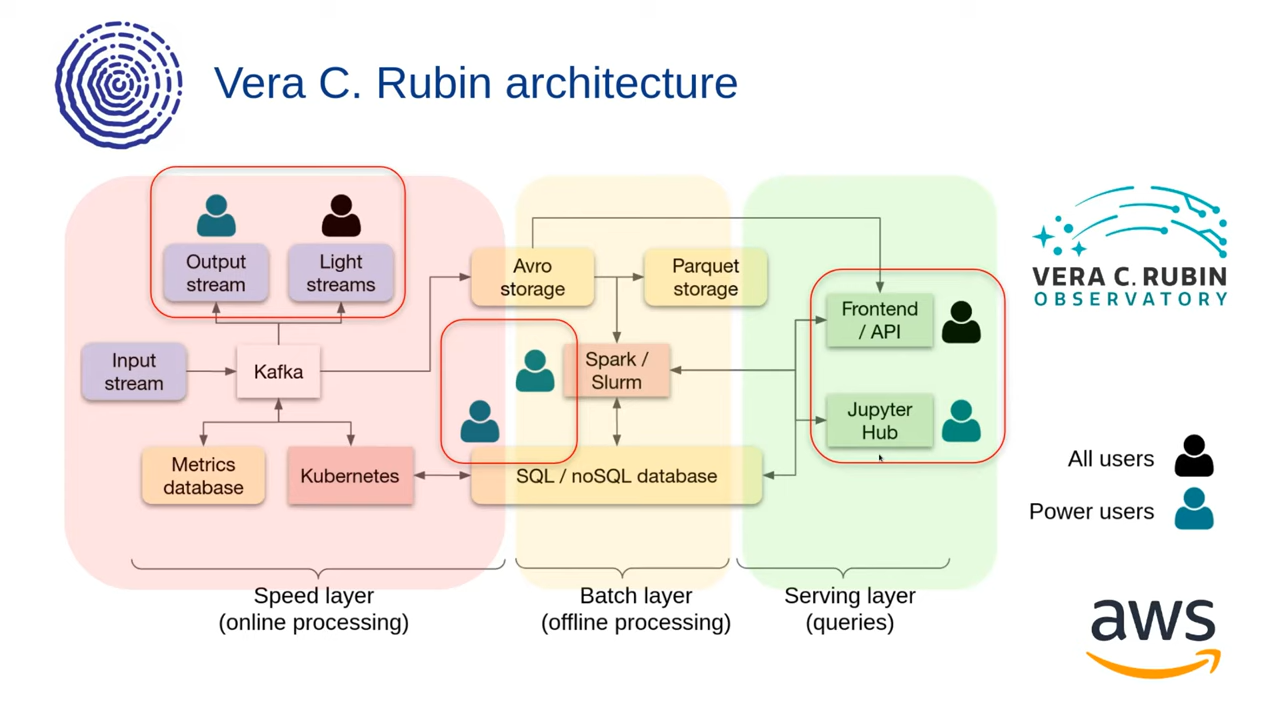 Vera C. Rubin architecture
Output
stream
Light
streams
Avro
storage
Parquet
storage
Frontend
/ API
VERA C. RUBIN
OBSERVATORY
Input
stream
Kafka
Spark /
Slurm
Jupyter
Hub
Metrics
database
Kubernetes
SQL / noSQL database
All users
Power users
Speed layer
(online processing)
Batch layer
(offline processing)
Serving layer
(queries)
aws